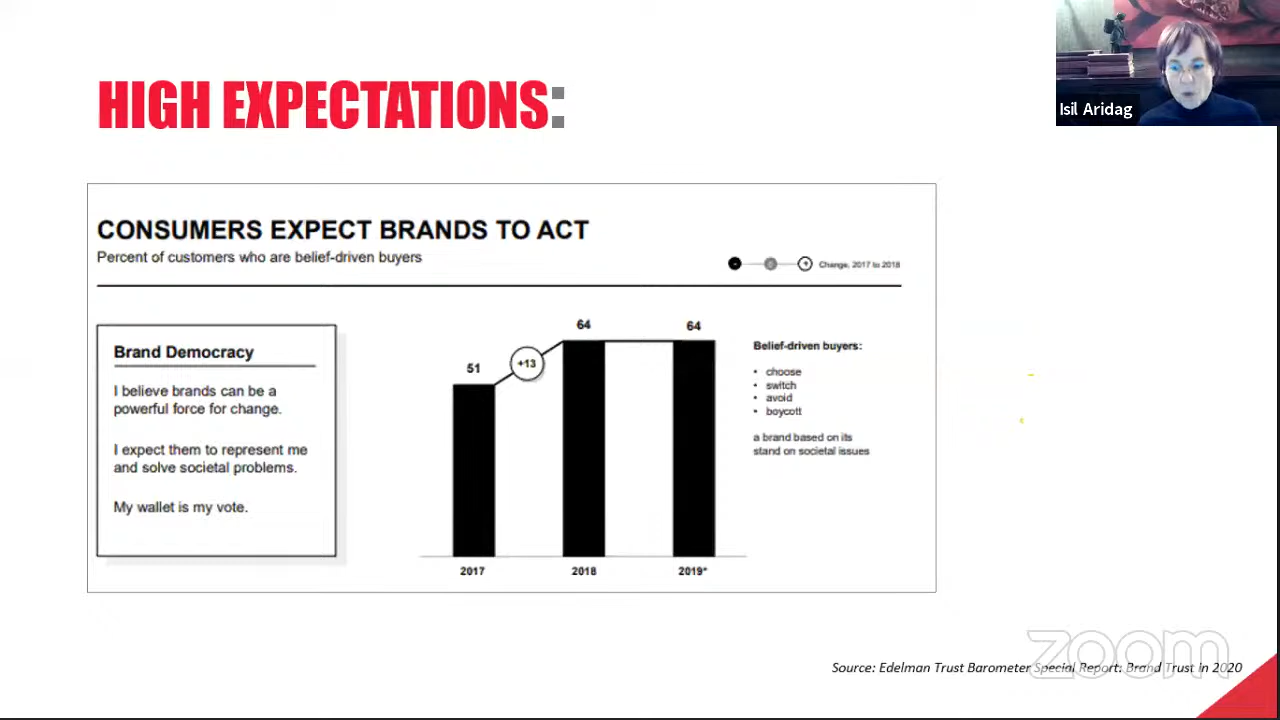 HIGH EXPECTATIONS:
Isil Aridag
CONSUMERS EXPECT BRANDS TO ACT
Percent of customers who are belief-driven buyers
Change, 2017 to 2018
Brand Democracy
I believe brands can be a
powerful force for change.
I expect them to represent me
and solve societal problems.
My wallet is my vote.
51
+13
64
64
2017
2018
2019*
Belief-driven buyers:
• choose
• switch
• avoid
• boycott
a brand based on its
stand on societal issues
zoom
Source: Edelman Trust Barometer Special Report: Brand Trust in 2020